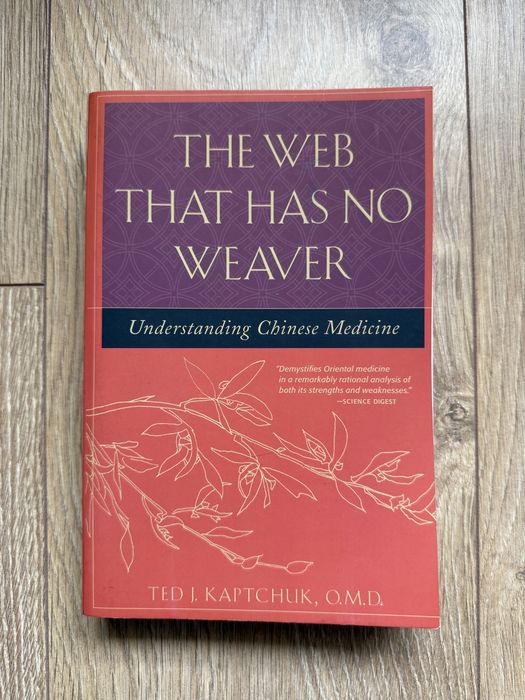 THE WEB
THAT HAS NO
WEAVER
Understanding Chinese Medicine
"Demystifies Oriental medicine
in a remarkably rational analysis of
both its strengths and weaknesses."
—SCIENCE DIGEST
TED J. KAPTCHUK, O.M.D.